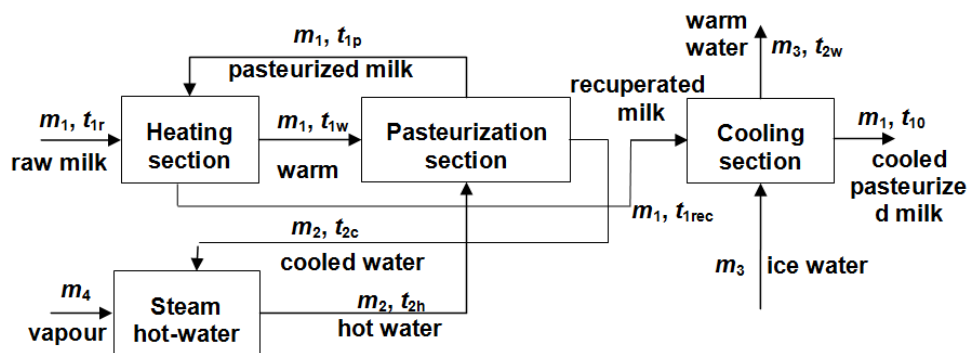 m₁, t₁ₚ
pasteurized milk
warm
water
m₃, t₂w
recuperated
milk
m₁, t₁r
raw milk
Heating
section
m₁, t₁w
warm
Pasteurization
section
Cooling
section
m₁, t₁₀
cooled
pasteurize
d milk
m₁, t₁rec
m₂, t₂c
cooled water
m₃
ice water
m₄
vapour
Steam
hot-water
m₂, t₂h
hot water